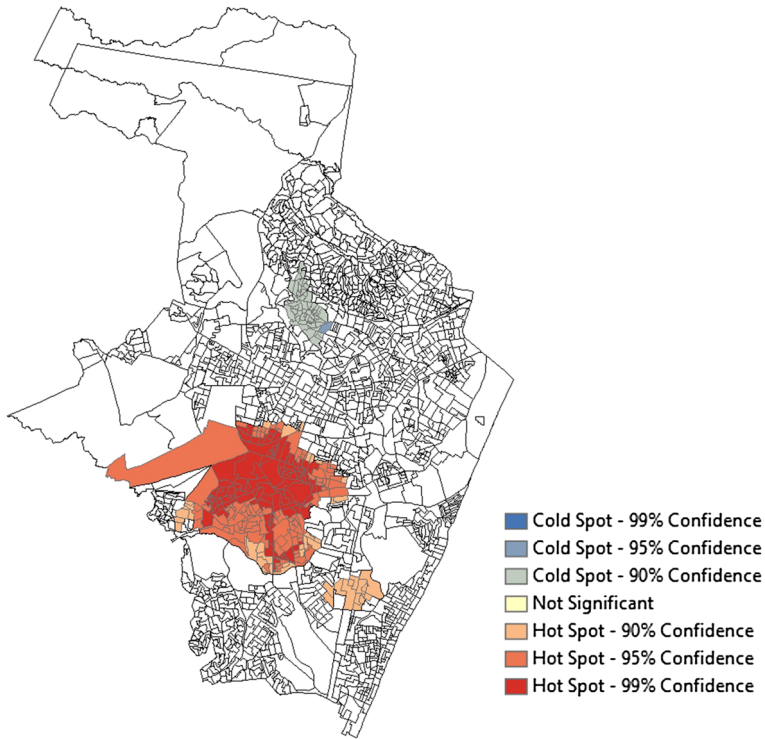 Cold Spot - 99% Confidence
Cold Spot - 95% Confidence
Cold Spot - 90% Confidence
Not Significant
Hot Spot - 90% Confidence
Hot Spot - 95% Confidence
Hot Spot - 99% Confidence